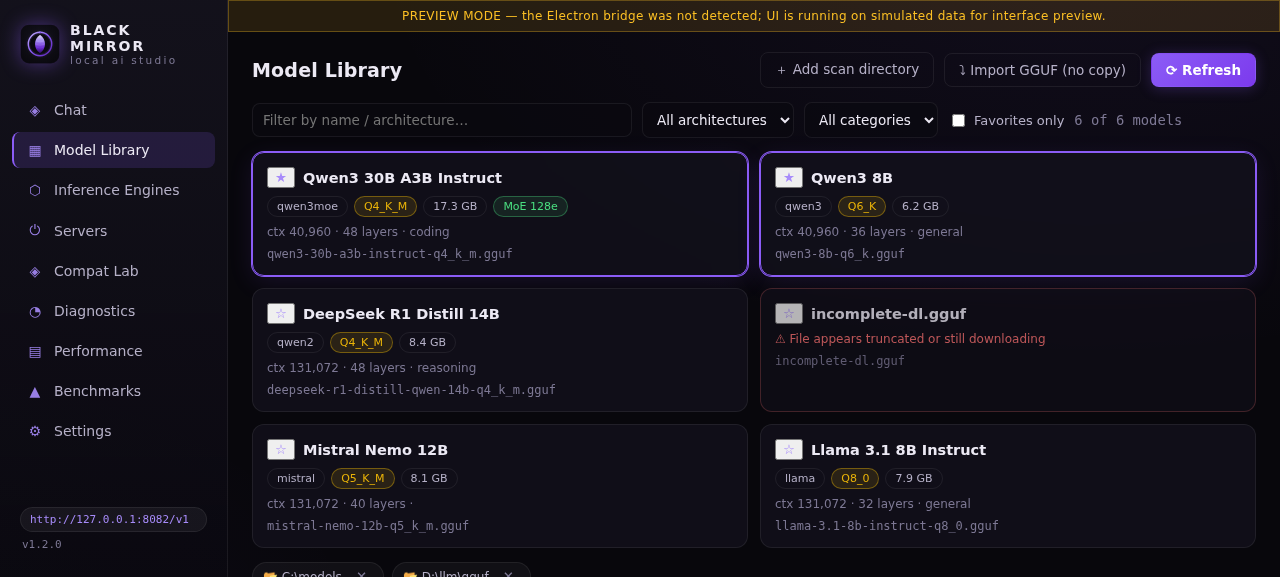 PREVIEW MODE — the Electron bridge was not detected; UI is running on simulated data for interface preview.
BLACK
MIRROR
local ai studio
Chat
Model Library
Inference Engines
Servers
Compat Lab
Diagnostics
Performance
Benchmarks
Settings
http://127.0.0.1:8082/v1
v1.2.0
Model Library
+ Add scan directory
⤵ Import GGUF (no copy)
⟳ Refresh
Filter by name / architecture…
All architectures
All categories
Favorites only
6 of 6 models
★ Qwen3 30B A3B Instruct
qwen3moe Q4_K_M 17.3 GB MoE 128e
ctx 40,960 · 48 layers · coding
qwen3-30b-a3b-instruct-q4_k_m.gguf
★ Qwen3 8B
qwen3 Q6_K 6.2 GB
ctx 40,960 · 36 layers · general
qwen3-8b-q6_k.gguf
☆ DeepSeek R1 Distill 14B
qwen2 Q4_K_M 8.4 GB
ctx 131,072 · 48 layers · reasoning
deepseek-r1-distill-qwen-14b-q4_k_m.gguf
☆ incomplete-dl.gguf
⚠ File appears truncated or still downloading
incomplete-dl.gguf
☆ Mistral Nemo 12B
mistral Q5_K_M 8.1 GB
ctx 131,072 · 40 layers ·
mistral-nemo-12b-q5_k_m.gguf
☆ Llama 3.1 8B Instruct
llama Q8_0 7.9 GB
ctx 131,072 · 32 layers · general
llama-3.1-8b-instruct-q8_0.gguf
📂 C:\models ✕
📂 D:\llm\gguf ✕